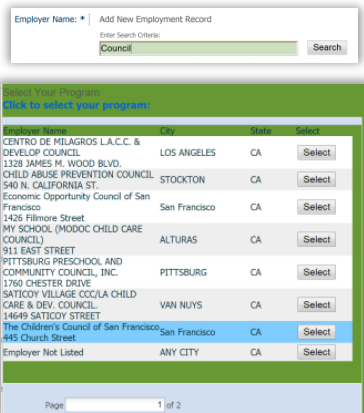 Employer Name: * Add New Employment Record
Enter Search Criteria:
Council Search
Select Your Program
Click to select your program:
Employer Name City State Select
CENTRO DE MILAGROS L.A.C.C. &
DEVELOP COUNCIL LOS ANGELES CA Select
1328 JAMES M. WOOD BLVD.
CHILD ABUSE PREVENTION COUNCIL STOCKTON CA Select
540 N. CALIFORNIA ST.
Economic Opportunity Council of San
Francisco San Francisco CA Select
1426 Fillmore Street
MY SCHOOL (MODOC CHILD CARE
COUNCIL) ALTURAS CA Select
911 EAST STREET
PITTSBURG PRESCHOOL AND
COMMUNITY COUNCIL, INC. PITTSBURG CA Select
1760 CHESTER DRIVE
SATICOY VILLAGE CCC/LA CHILD
CARE & DEV. COUNCIL. VAN NUYS CA Select
14649 SATICOY STREET
The Children's Council of San Francisco San Francisco CA Select
445 Church Street
Employer Not Listed ANY CITY CA Select
Page 1 of 2